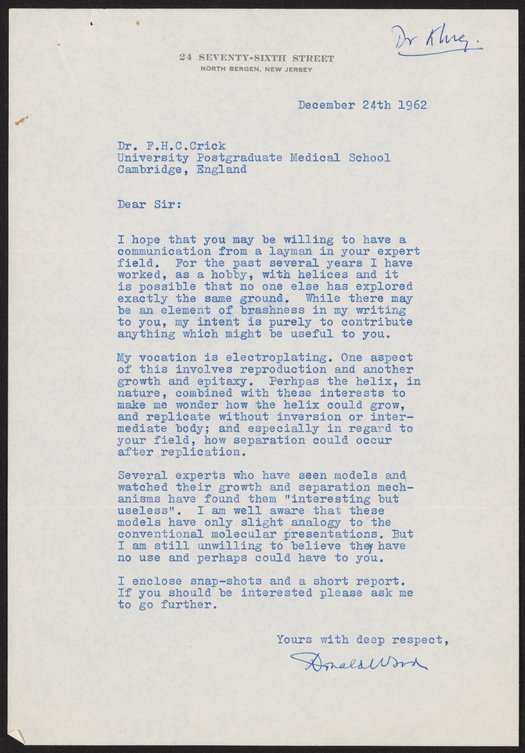 Dr Klug.
24 SEVENTY-SIXTH STREET
NORTH BERGEN, NEW JERSEY
December 24th 1962
Dr. F.H.C.Crick
University Postgraduate Medical School
Cambridge, England
Dear Sir:
I hope that you may be willing to have a
communication from a layman in your expert
field.  For the past several years I have
worked, as a hobby, with helices and it
is possible that no one else has explored
exactly the same ground.  While there may
be an element of brashness in my writing
to you, my intent is purely to contribute
anything which might be useful to you.
My vocation is electroplating. One aspect
of this involves reproduction and another
growth and epitaxy.  Perhpas the helix, in
nature, combined with these interests to
make me wonder how the helix could grow,
and replicate without inversion or inter-
mediate body; and especially in regard to
your field, how separation could occur
after replication.
Several experts who have seen models and
watched their growth and separation mech-
anisms have found them "interesting but
useless".  I am well aware that these
models have only slight analogy to the
conventional molecular presentations. But
I am still unwilling to believe they have
no use and perhaps could have to you.
I enclose snap-shots and a short report.
If you should be interested please ask me
to go further.
Yours with deep respect,
Donald Wood